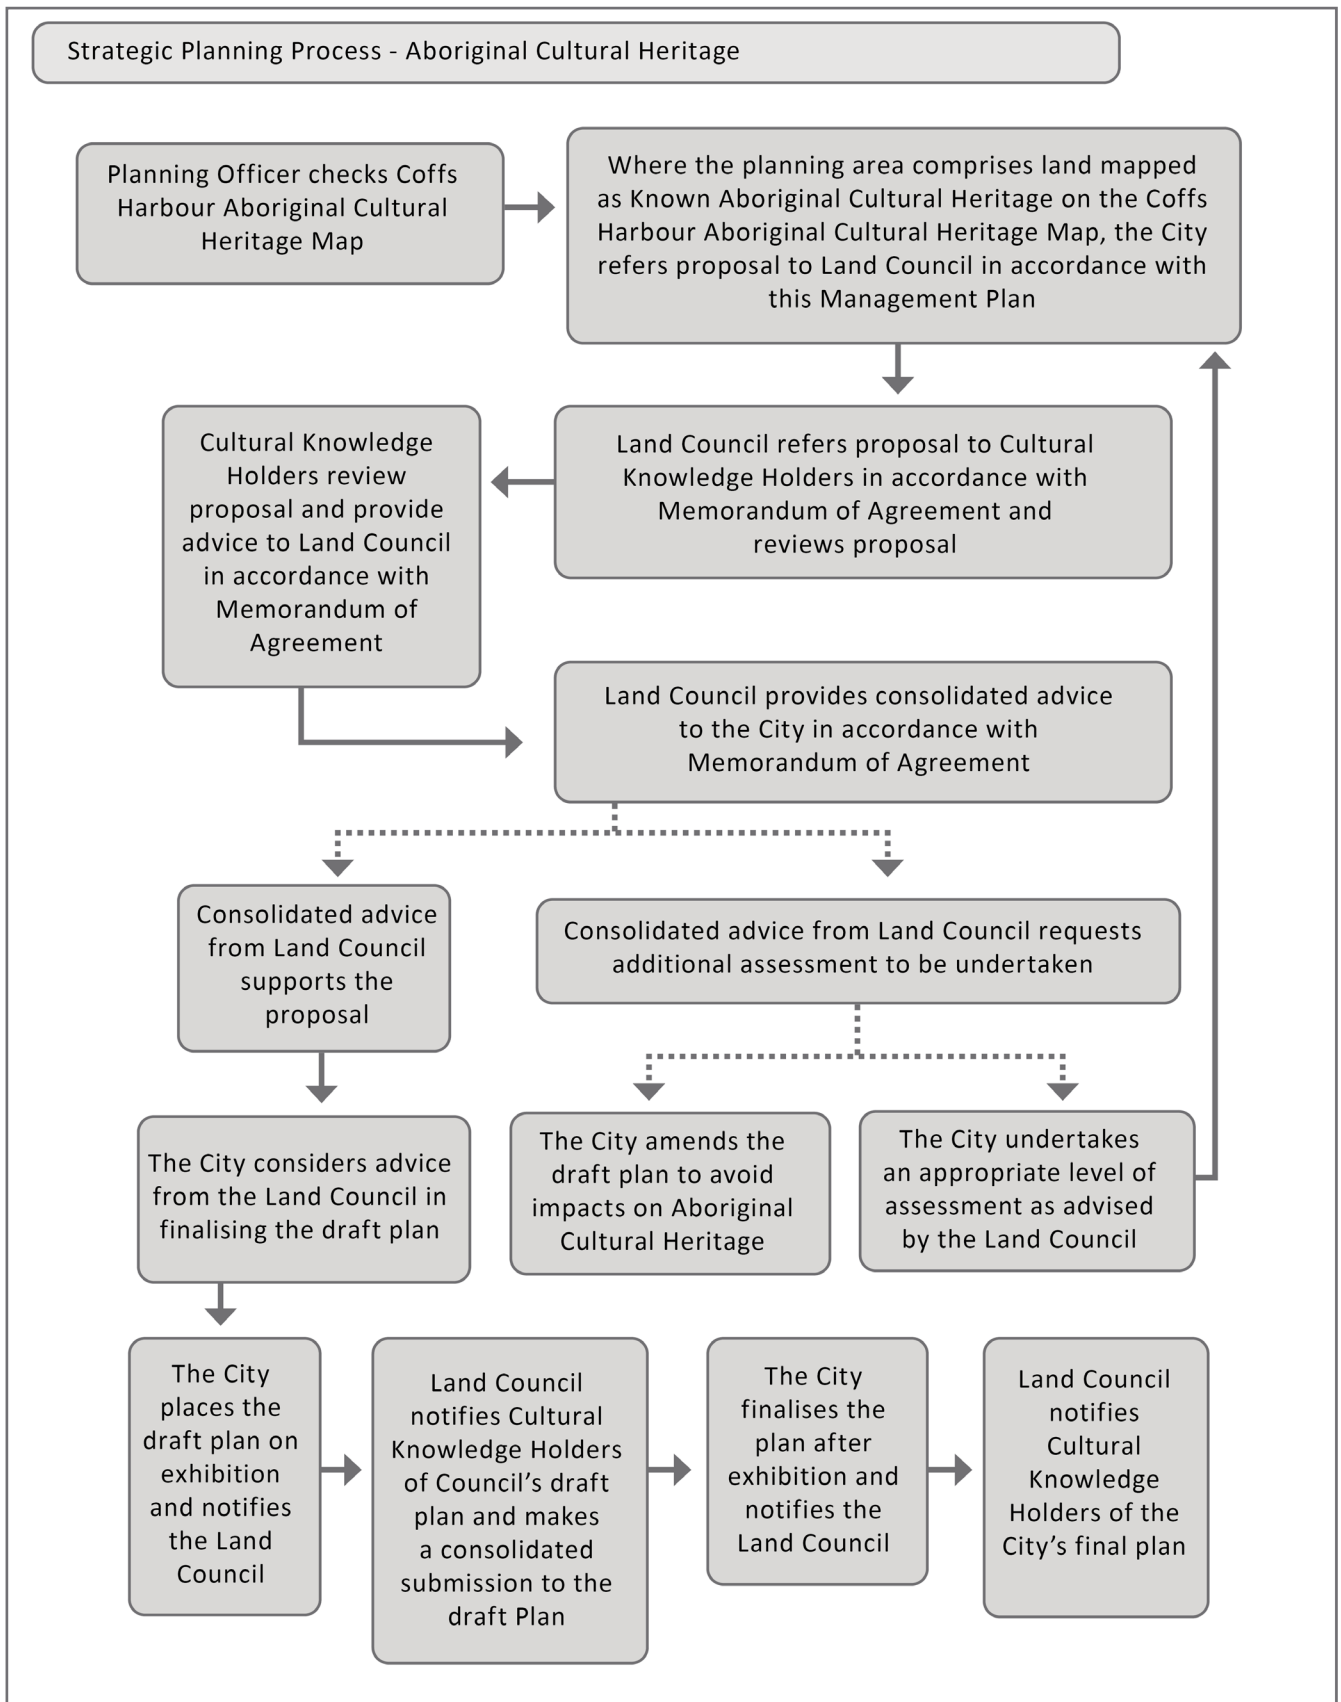 Strategic Planning Process - Aboriginal Cultural Heritage
Planning Officer checks Coffs
Harbour Aboriginal Cultural
Heritage Map
Where the planning area comprises land mapped
as Known Aboriginal Cultural Heritage on the Coffs
Harbour Aboriginal Cultural Heritage Map, the City
refers proposal to Land Council in accordance with
this Management Plan
Land Council refers proposal to Cultural
Knowledge Holders in accordance with
Memorandum of Agreement and
reviews proposal
Cultural Knowledge
Holders review
proposal and provide
advice to Land Council
in accordance with
Memorandum of
Agreement
Land Council provides consolidated advice
to the City in accordance with
Memorandum of Agreement
Consolidated advice
from Land Council
supports the
proposal
Consolidated advice from Land Council requests
additional assessment to be undertaken
The City considers advice
from the Land Council in
finalising the draft plan
The City amends the
draft plan to avoid
impacts on Aboriginal
Cultural Heritage
The City undertakes
an appropriate level of
assessment as advised
by the Land Council
The City
places the
draft plan on
exhibition
and notifies
the Land
Council
Land Council
notifies Cultural
Knowledge Holders
of Council’s draft
plan and makes
a consolidated
submission to the
draft Plan
The City
finalises the
plan after
exhibition and
notifies the
Land Council
Land Council
notifies
Cultural
Knowledge
Holders of the
City’s final plan